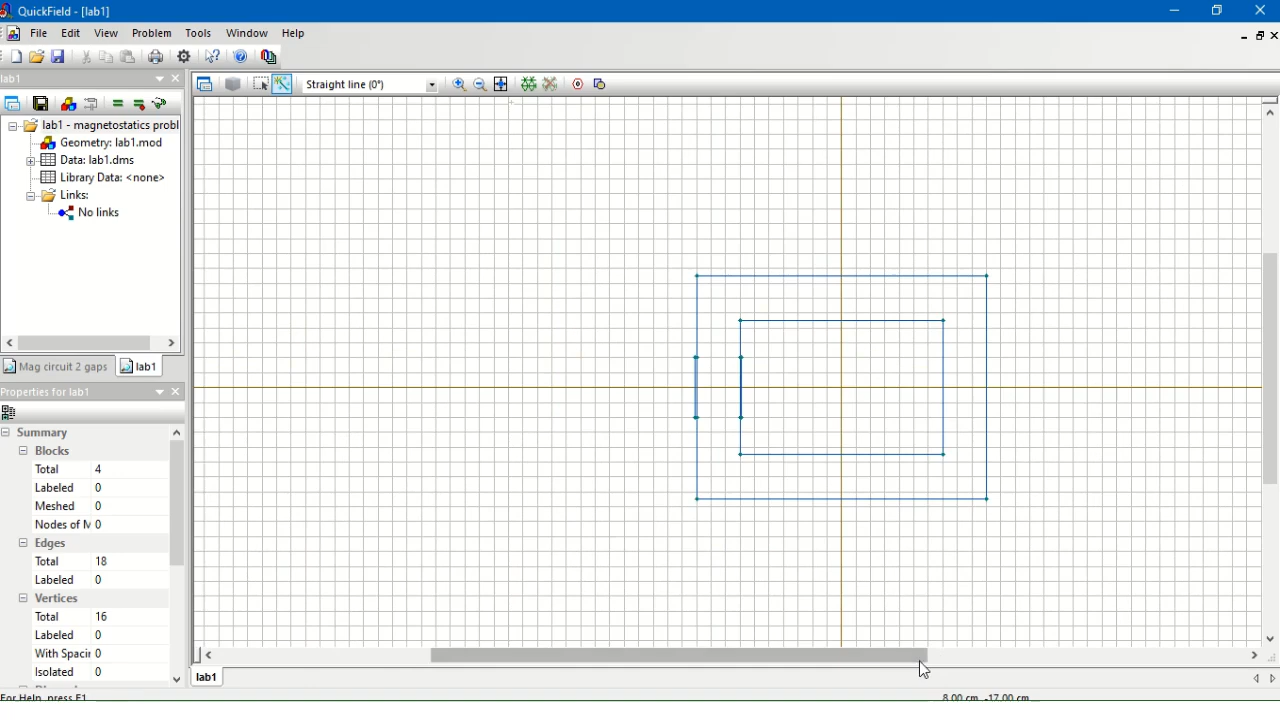 QuickField - [lab1]
File Edit View Problem Tools Window Help
lab1
Straight line (0°)
lab1 - magnetostatics probl
Geometry: lab1.mod
Data: lab1.dms
Library Data: <none>
Links:
No links
Mag circuit 2 gaps lab1
Properties for lab1
Summary
Blocks
Total 4
Labeled 0
Meshed 0
Nodes of M 0
Edges
Total 18
Labeled 0
Vertices
Total 16
Labeled 0
With Spacin 0
Isolated 0
lab1
For Help, press F1
8.00 cm, -17.00 cm